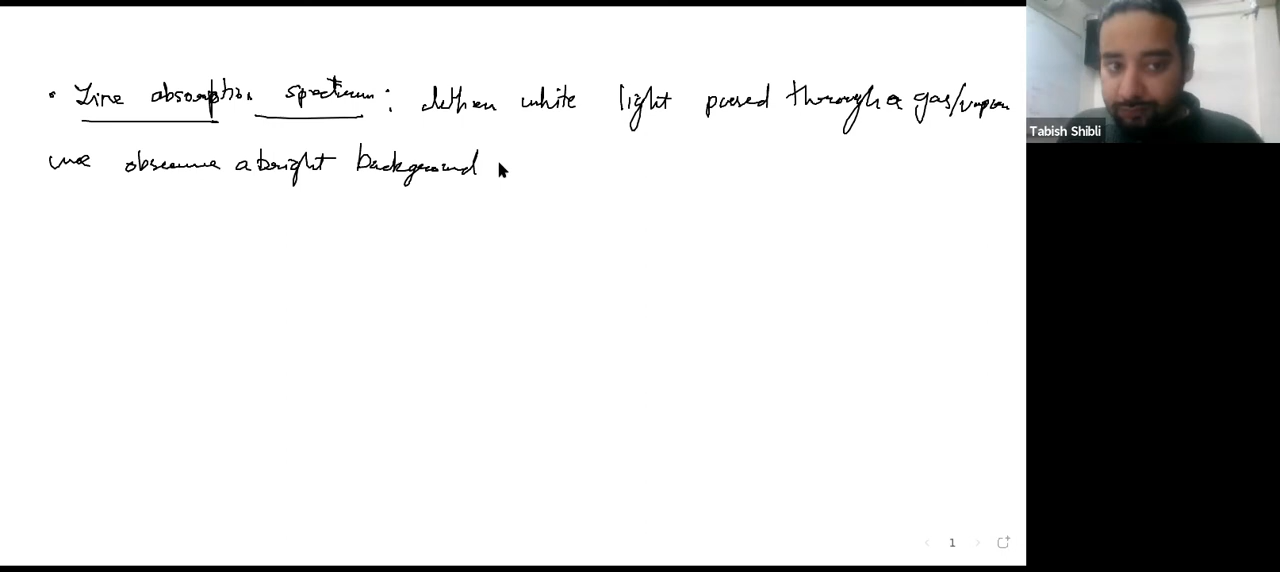 • Line absorption spectrum: When white light passed through a gas/vapour
we observe a bright background
Tabish Shibli
1